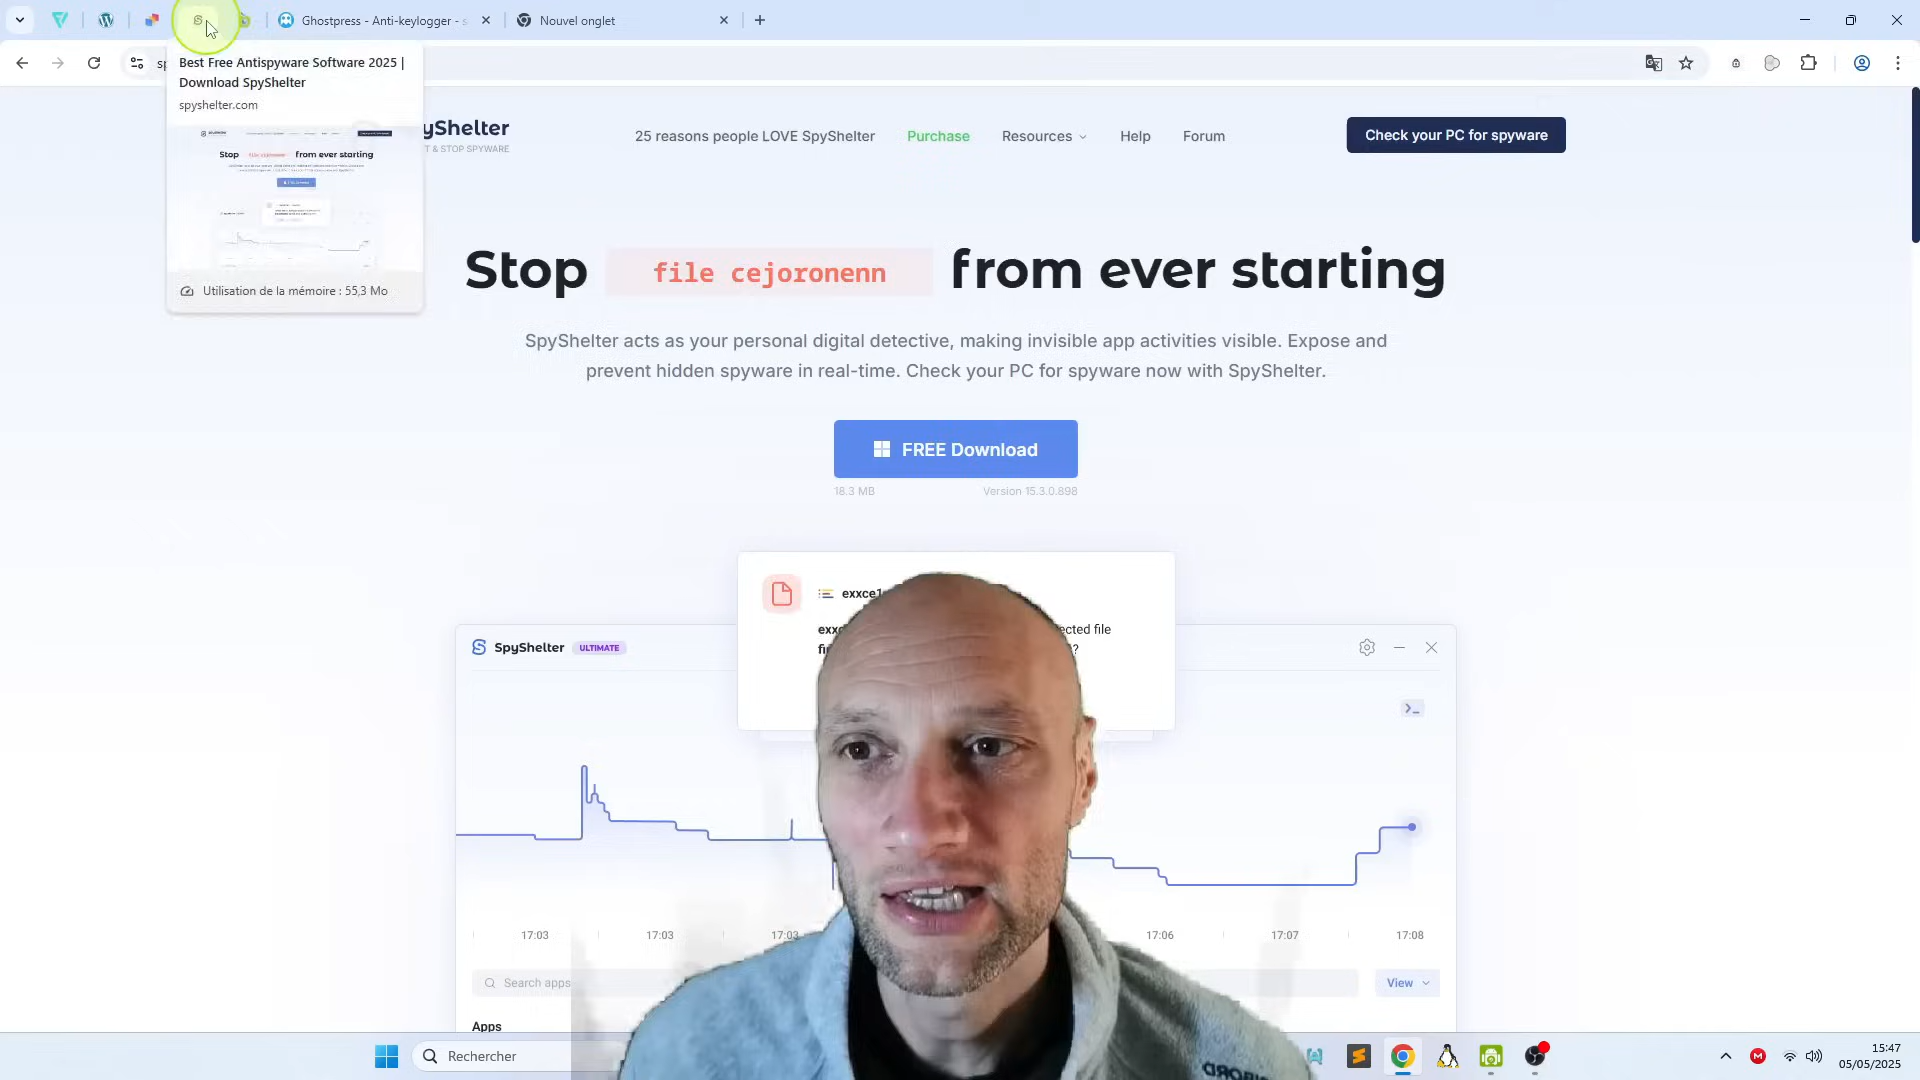 Ghostpress - Anti-keylogger - s
Nouvel onglet
sp
Best Free Antispyware Software 2025 |
Download SpyShelter
spyshelter.com
Stop
from ever starting
Utilisation de la mémoire : 55,3 Mo
yShelter
T & STOP SPYWARE
25 reasons people LOVE SpyShelter
Purchase
Resources
Help
Forum
Check your PC for spyware
Stop file cejoronenn from ever starting
SpyShelter acts as your personal digital detective, making invisible app activities visible. Expose and
prevent hidden spyware in real-time. Check your PC for spyware now with SpyShelter.
FREE Download
18.3 MB
Version 15.3.0.898
exxce1
ected file
?
SpyShelter
ULTIMATE
17:03
17:03
17:03
17:06
17:07
17:08
Search apps
View
Apps
Rechercher
15:47
05/05/2025